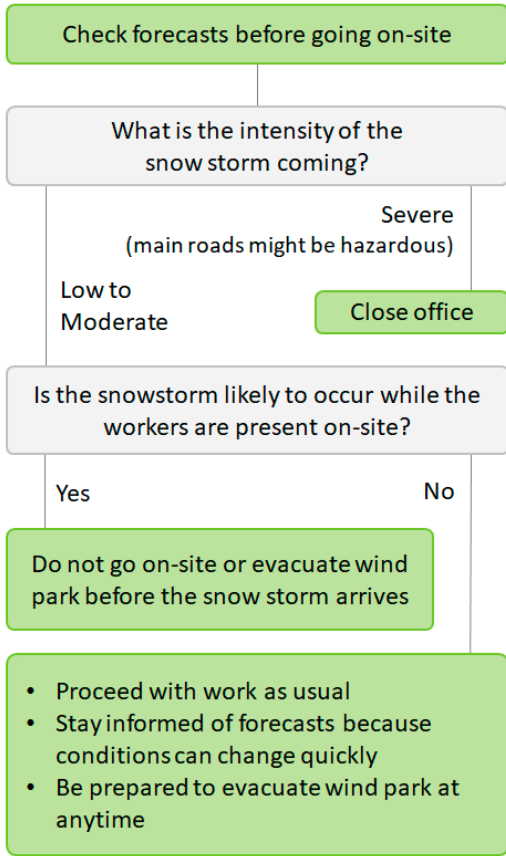 Check forecasts before going on-site
What is the intensity of the
snow storm coming?
Severe
(main roads might be hazardous)
Low to
Moderate
Close office
Is the snowstorm likely to occur while the
workers are present on-site?
Yes
No
Do not go on-site or evacuate wind
park before the snow storm arrives
• Proceed with work as usual
• Stay informed of forecasts because
conditions can change quickly
• Be prepared to evacuate wind park at
anytime